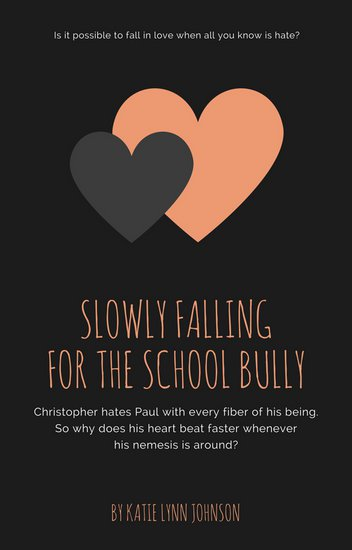 Is it possible to fall in love when all you know is hate?
SLOWLY FALLING
FOR THE SCHOOL BULLY
Christopher hates Paul with every fiber of his being.
So why does his heart beat faster whenever
his nemesis is around?
BY KATIE LYNN JOHNSON